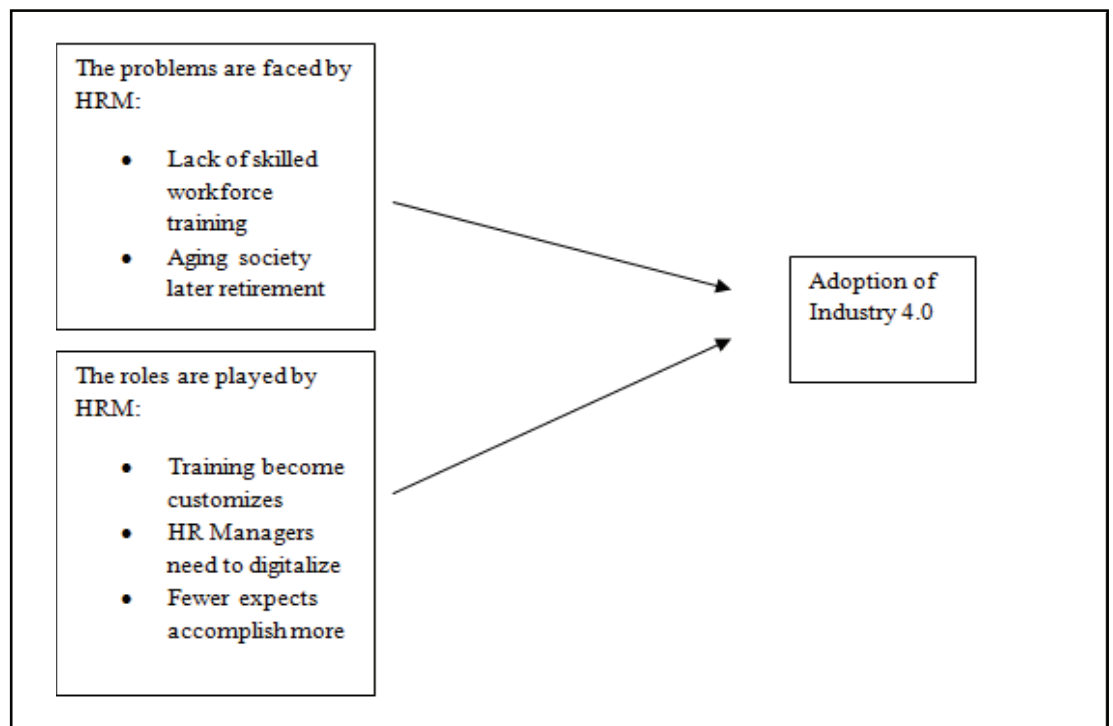 The problems are faced by
HRM:
• Lack of skilled
workforce
training
• Aging society
later retirement
The roles are played by
HRM:
• Training become
customizes
• HR Managers
need to digitalize
• Fewer expects
accomplish more
Adoption of
Industry 4.0